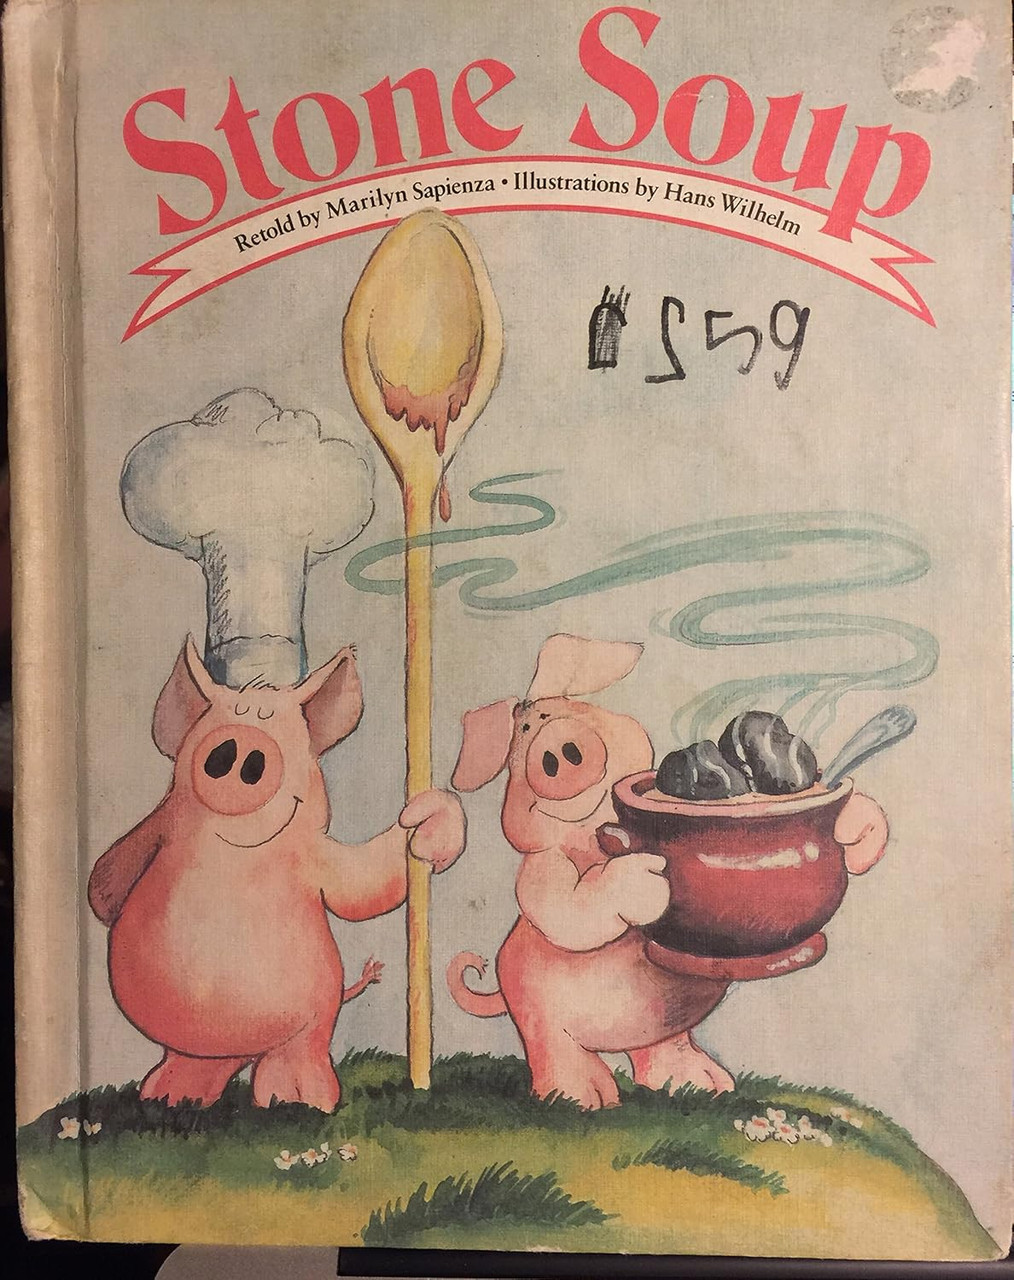 Stone Soup
Retold by Marilyn Sapienza • Illustrations by Hans Wilhelm
559